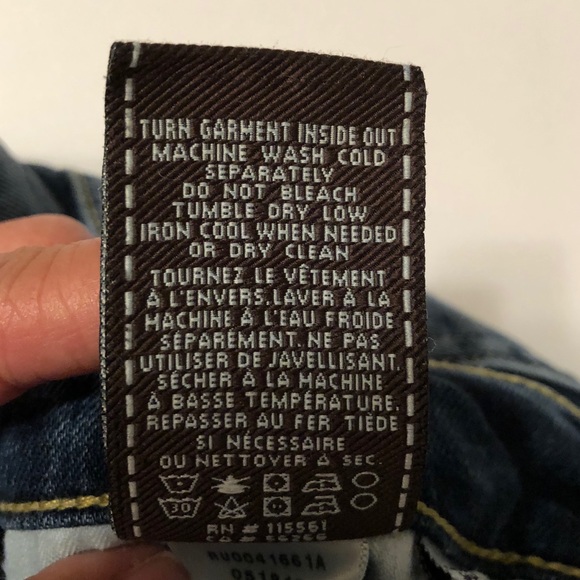 TURN GARMENT INSIDE OUT
MACHINE WASH COLD
SEPARATELY
DO NOT BLEACH
TUMBLE DRY LOW
IRON COOL WHEN NEEDED
OR DRY CLEAN
TOURNEZ LE VÊTEMENT
À L'ENVERS.LAVER À LA
MACHINE À L'EAU FROIDE
SÉPARÉMENT. NE PAS
UTILISER DE JAVELLISANT.
SÉCHER À LA MACHINE
À BASSE TEMPÉRATURE.
REPASSER AU FER TIÈDE
SI NÉCESSAIRE
OU NETTOYER À SEC.
30
RN # 115561
RU0041661A